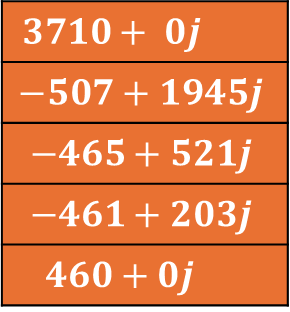 3710 + 0j
−507 + 1945j
−465 + 521j
−461 + 203j
460 + 0j